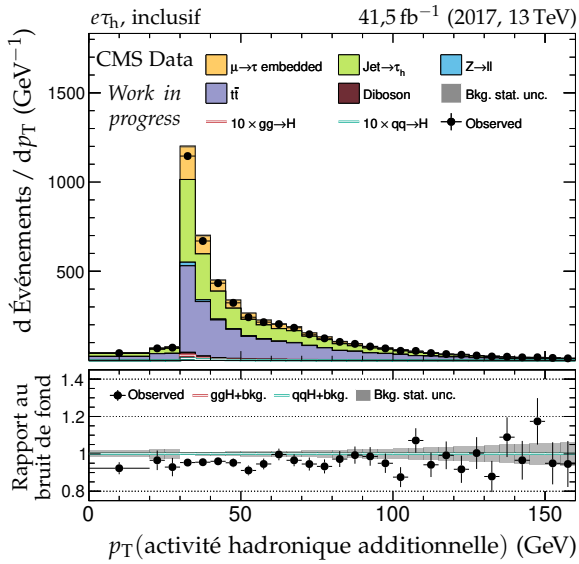 eτh, inclusif 41,5 fb⁻¹ (2017, 13 TeV)
CMS Data
Work in
progress
μ→τ embedded Jet→τh Z→ll
tt̄ Diboson Bkg. stat. unc.
10 × gg→H 10 × qq→H Observed
d Événements / dpT (GeV⁻¹)
1500
1000
500
Observed ggH+bkg. qqH+bkg. Bkg. stat. unc.
Rapport au
bruit de fond
1.4
1.2
1
0.8
0 50 100 150
pT(activité hadronique additionnelle) (GeV)